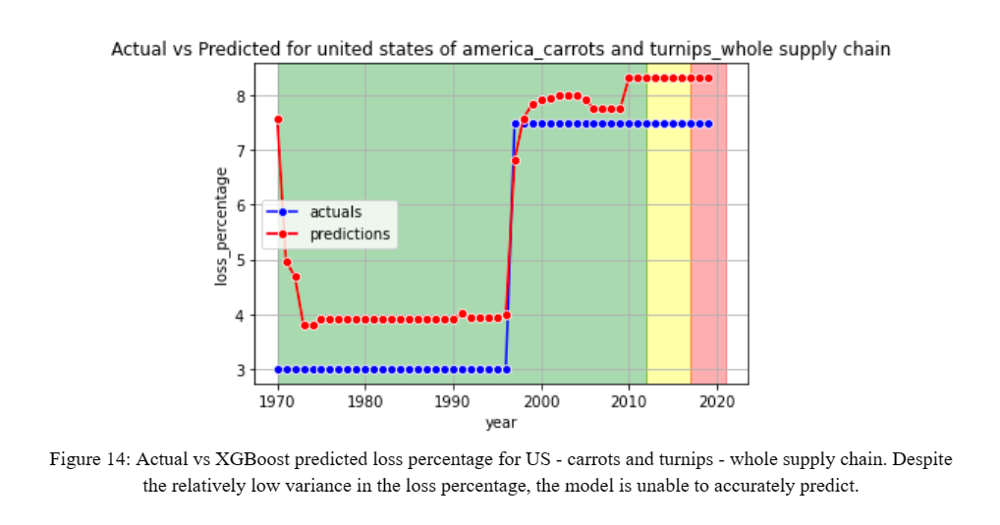 Actual vs Predicted for united states of america_carrots and turnips_whole supply chain
8
7
6
5
4
3
loss_percentage
actuals
predictions
1970 1980 1990 2000 2010 2020
year
Figure 14: Actual vs XGBoost predicted loss percentage for US - carrots and turnips - whole supply chain. Despite
the relatively low variance in the loss percentage, the model is unable to accurately predict.